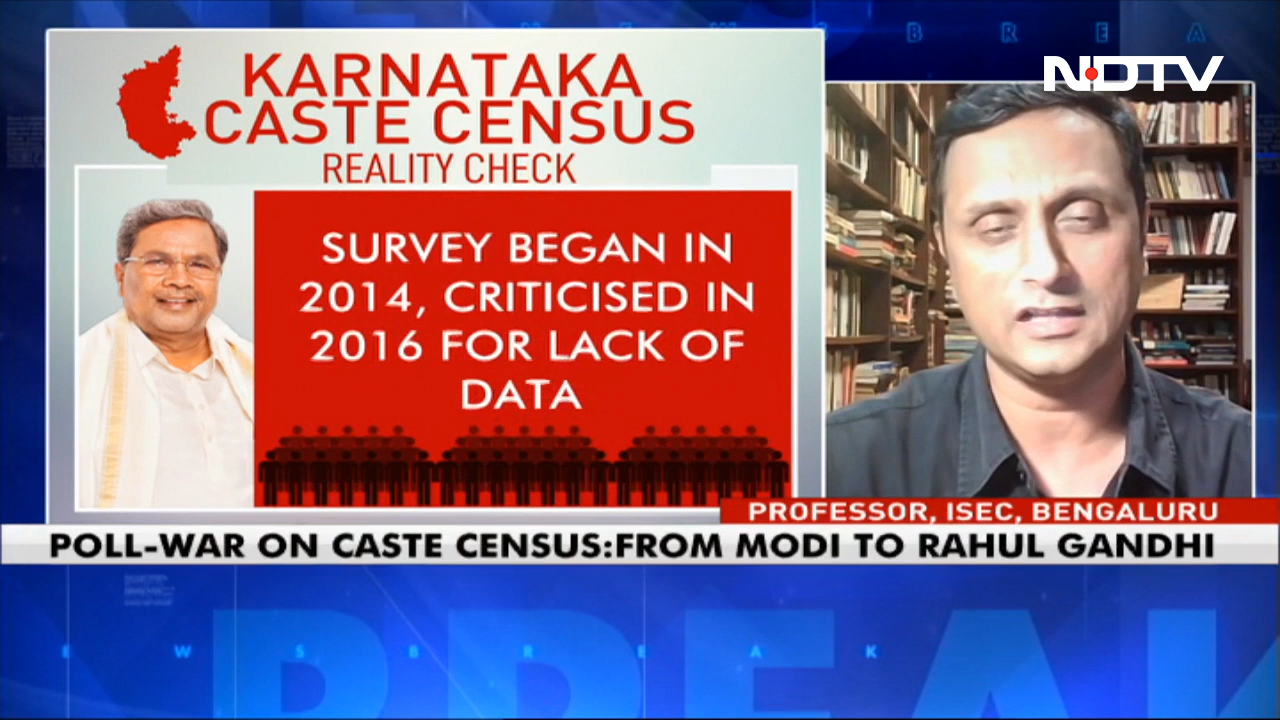 N E W S B R E A
NDTV
KARNATAKA
CASTE CENSUS
REALITY CHECK
SURVEY BEGAN IN
2014, CRITICISED IN
2016 FOR LACK OF
DATA
PROFESSOR, ISEC, BENGALURU
POLL-WAR ON CASTE CENSUS:FROM MODI TO RAHUL GANDHI
E W S B R E A K
BREAK